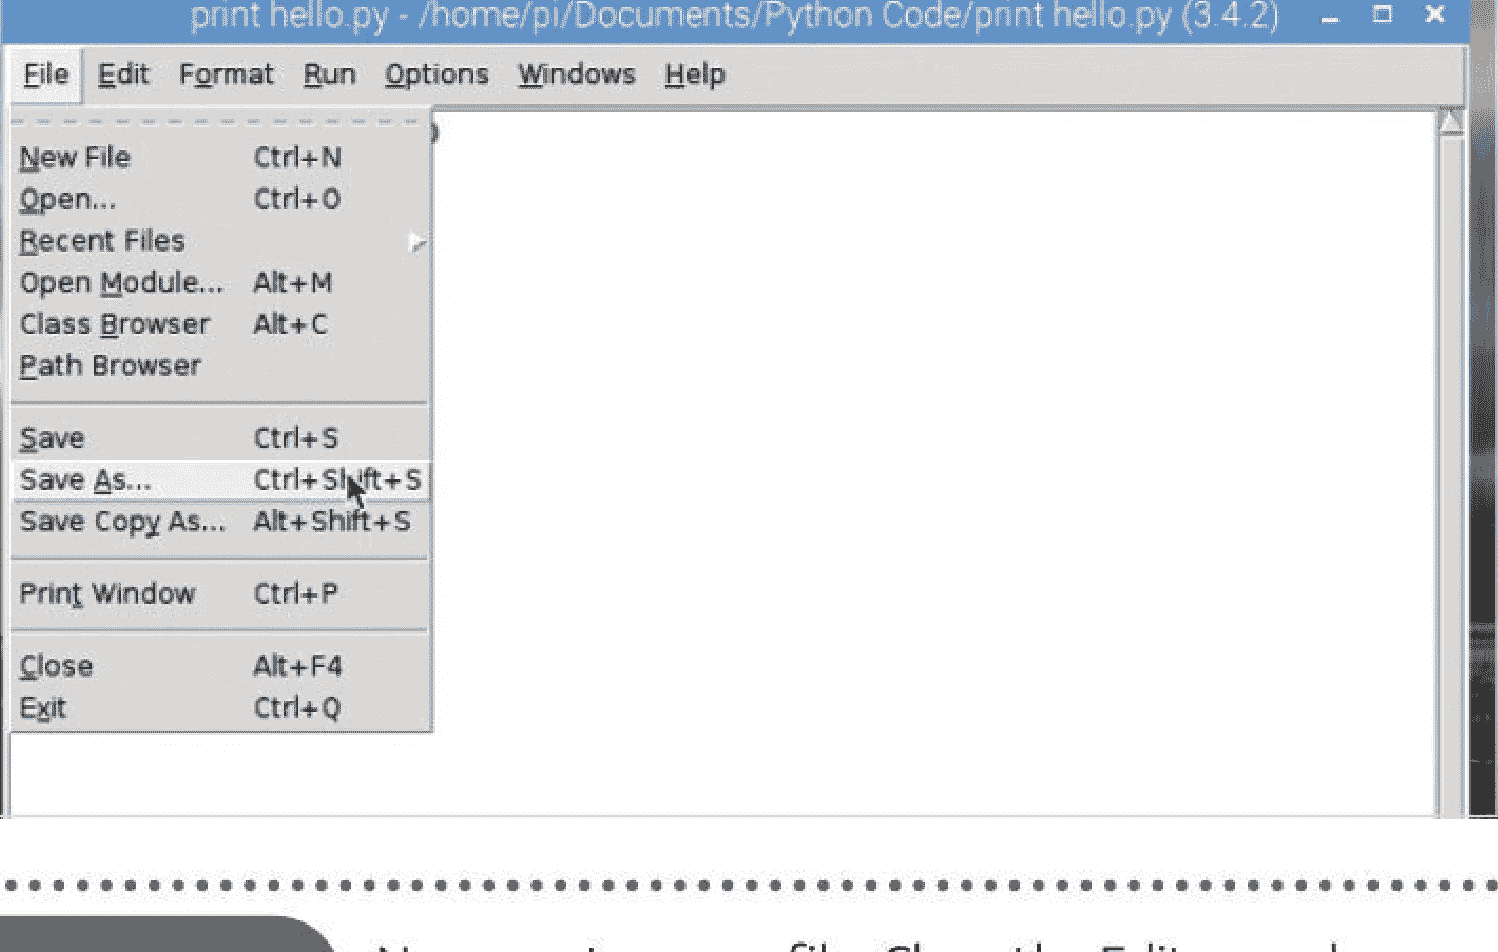 print hello.py - /home/pi/Documents/Python Code/print hello.py (3.4.2)
File Edit Format Run Options Windows Help
New File Ctrl+N
Open... Ctrl+O
Recent Files
Open Module... Alt+M
Class Browser Alt+C
Path Browser
Save Ctrl+S
Save As... Ctrl+Shift+S
Save Copy As... Alt+Shift+S
Print Window Ctrl+P
Close Alt+F4
Exit Ctrl+Q